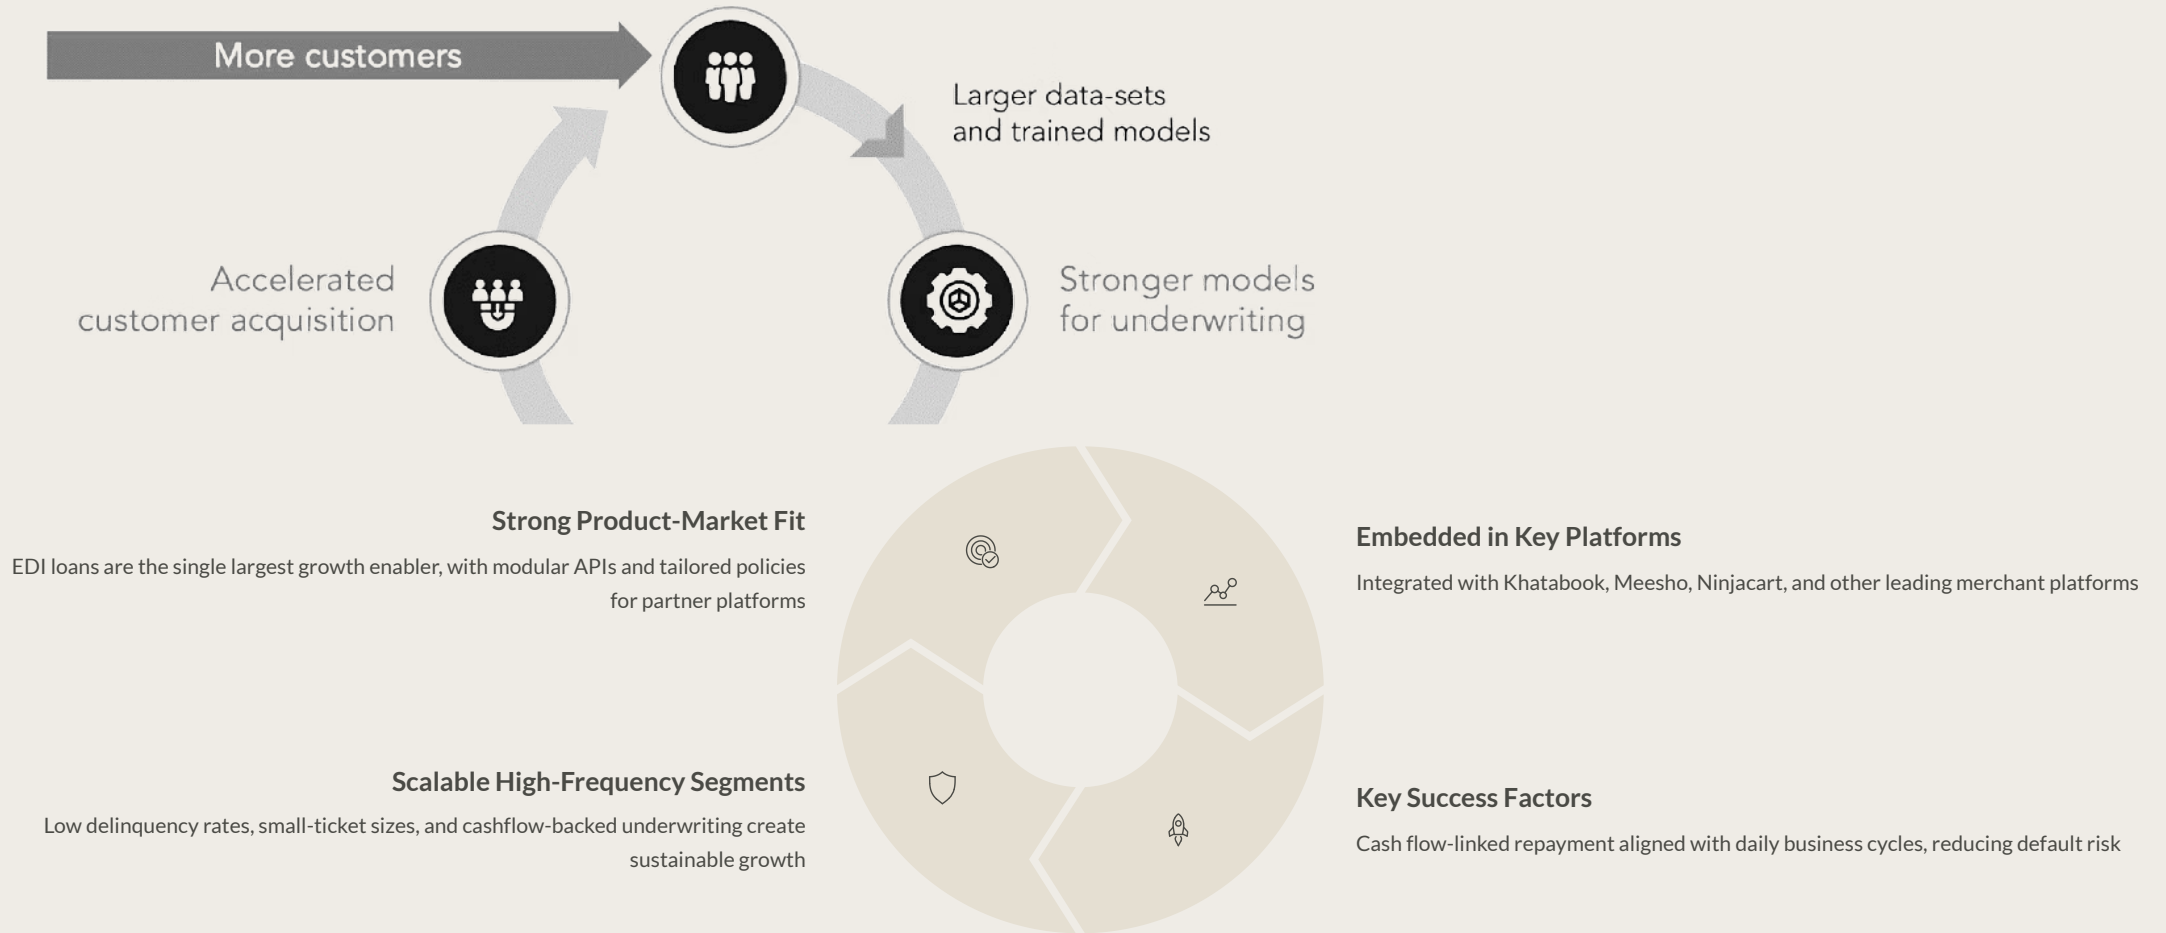 More customers
Larger data-sets
and trained models
Accelerated
customer acquisition
Stronger models
for underwriting
Strong Product-Market Fit
EDI loans are the single largest growth enabler, with modular APIs and tailored policies
for partner platforms
Embedded in Key Platforms
Integrated with Khatabook, Meesho, Ninjacart, and other leading merchant platforms
Scalable High-Frequency Segments
Low delinquency rates, small-ticket sizes, and cashflow-backed underwriting create
sustainable growth
Key Success Factors
Cash flow-linked repayment aligned with daily business cycles, reducing default risk